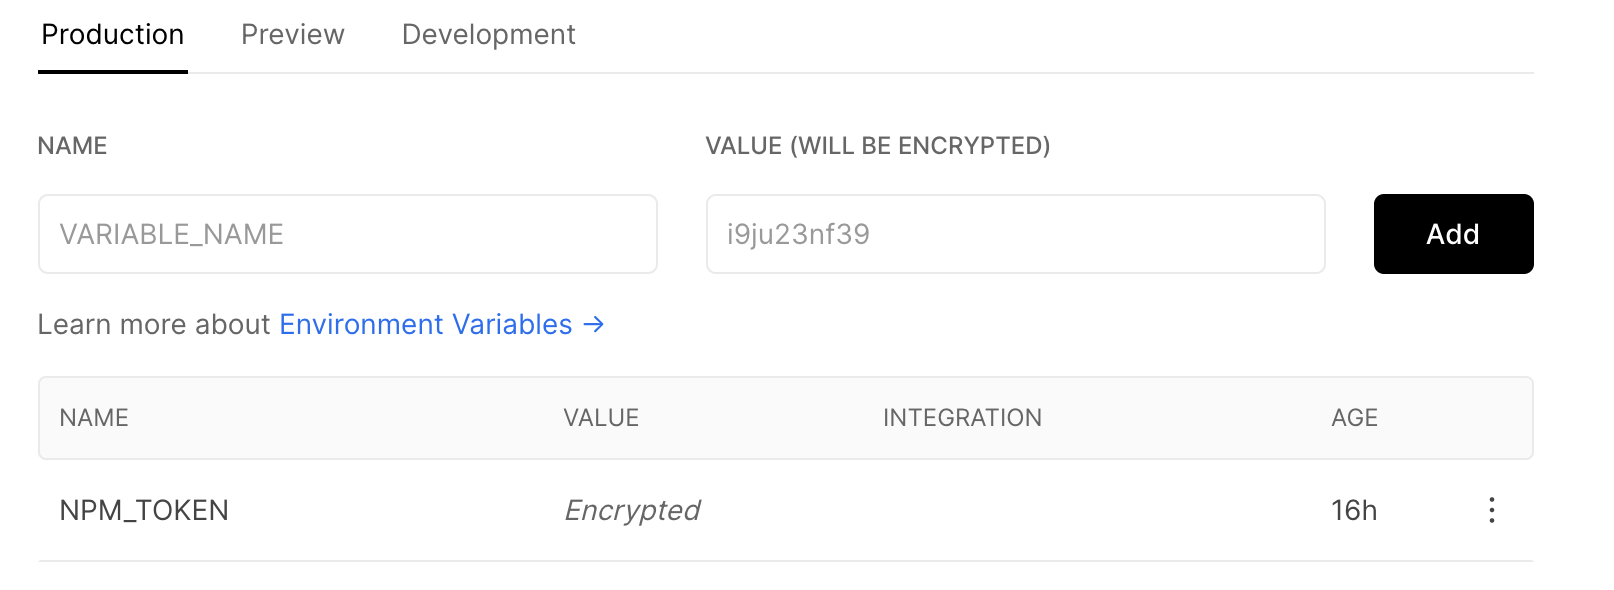 Production Preview Development
NAME VALUE (WILL BE ENCRYPTED)
VARIABLE_NAME i9ju23nf39 Add
Learn more about Environment Variables →
NAME VALUE INTEGRATION AGE
NPM_TOKEN Encrypted 16h